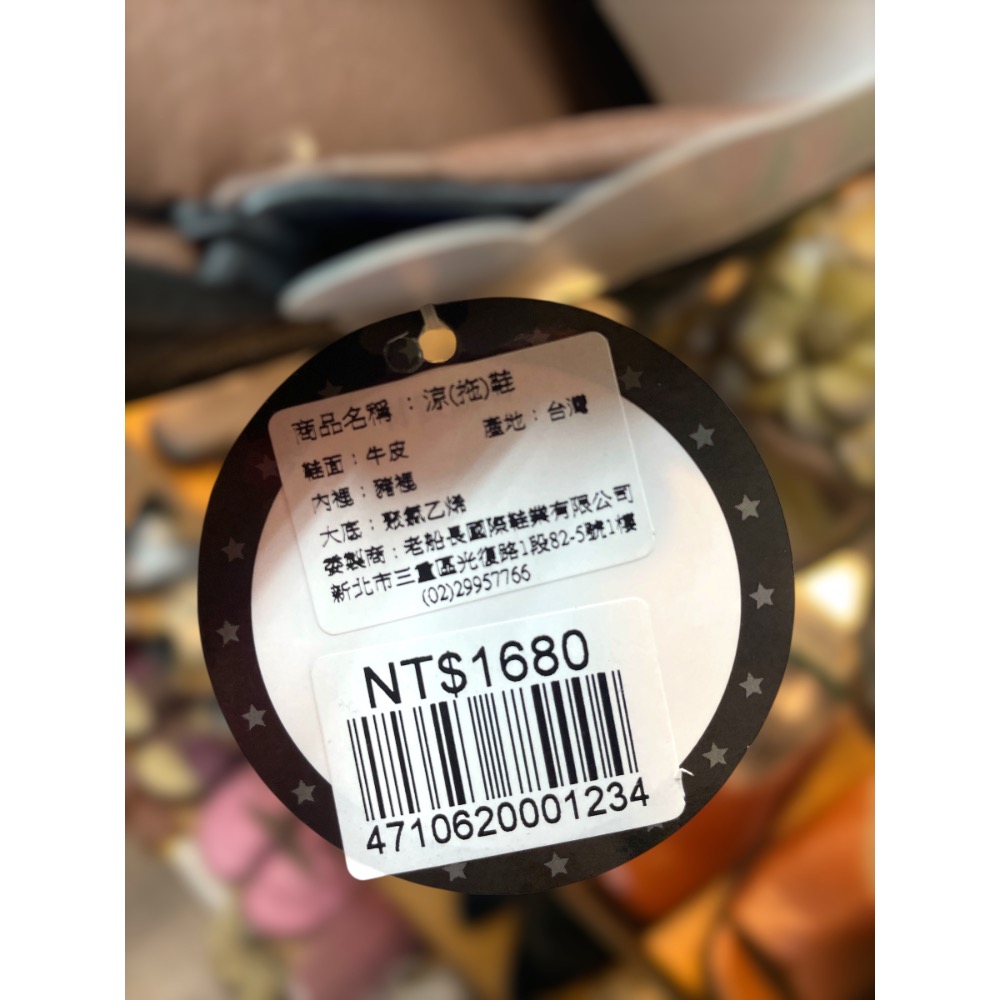 商品名稱：涼(拖)鞋
鞋面：牛皮 產地：台灣
內裡：豬裡
大底：聚氯乙烯
委製商：老船長國際鞋業有限公司
新北市三重區光復路1段82-5號1樓
(02)29957766
NT$1680
4710620001234